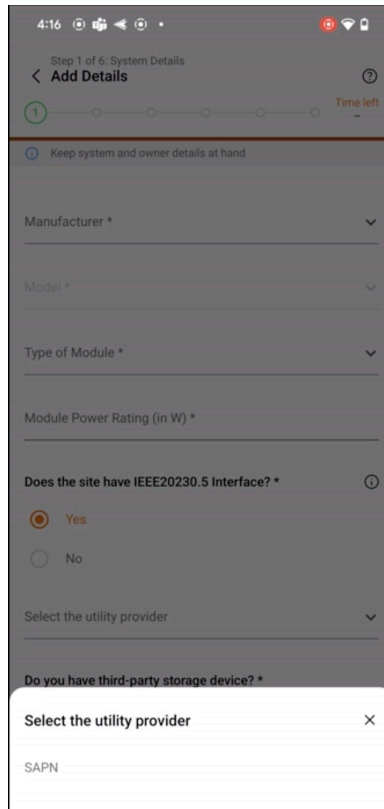 4:16
Step 1 of 6: System Details
Add Details
1
Time left
–
Keep system and owner details at hand
Manufacturer *
Model *
Type of Module *
Module Power Rating (in W) *
Does the site have IEEE20230.5 Interface? *
Yes
No
Select the utility provider
Do you have third-party storage device? *
Select the utility provider
SAPN